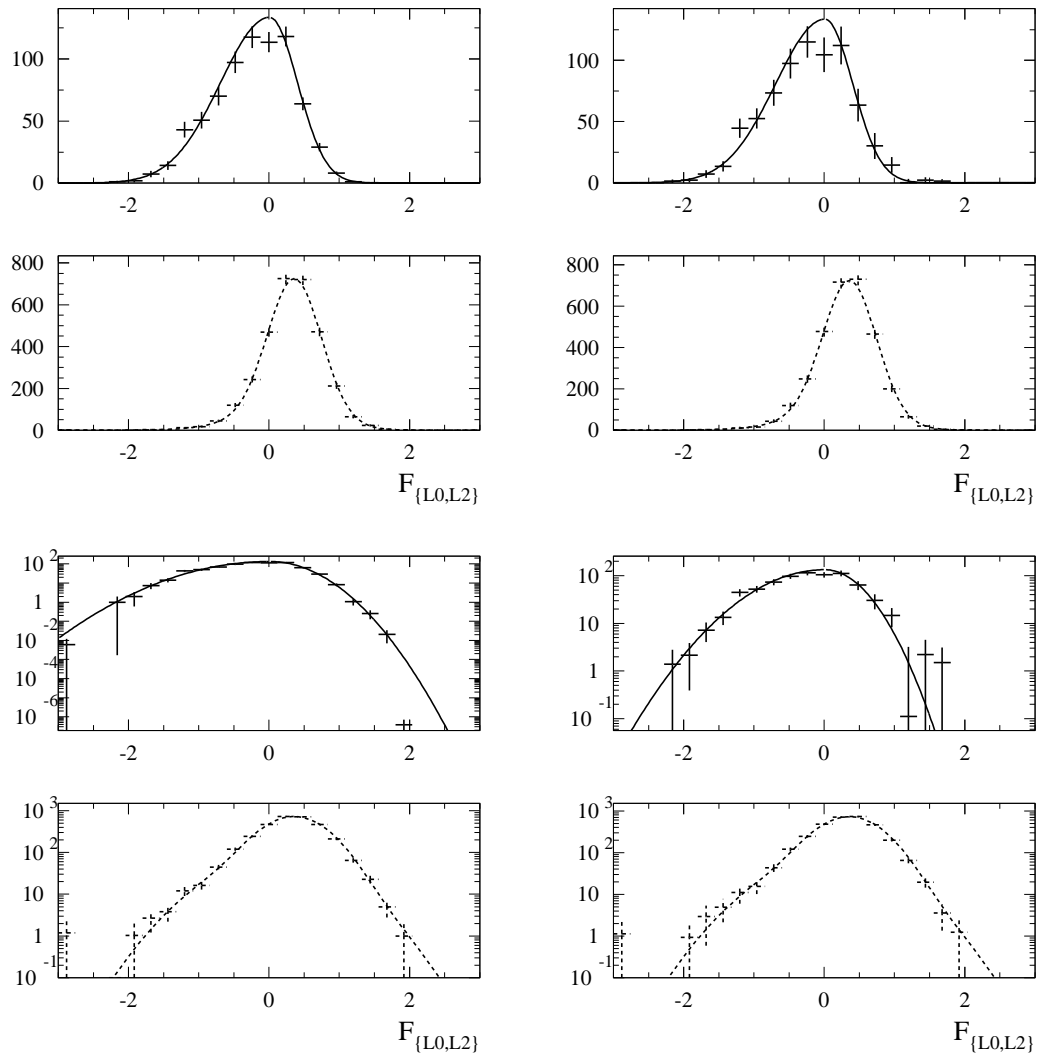 100 100
50 50
0 0
-2 0 2 -2 0 2
800 800
600 600
400 400
200 200
0 0
-2 0 2 -2 0 2
F{L0,L2} F{L0,L2}
10 2 10 2
1 10
10 -2 1
10 -4 10 -1
10 -6
10
-2 0 2 -2 0 2
10 3 10 3
10 2 10 2
10 10
1 1
10 -1 10 -1
-2 0 2 -2 0 2
F{L0,L2} F{L0,L2}